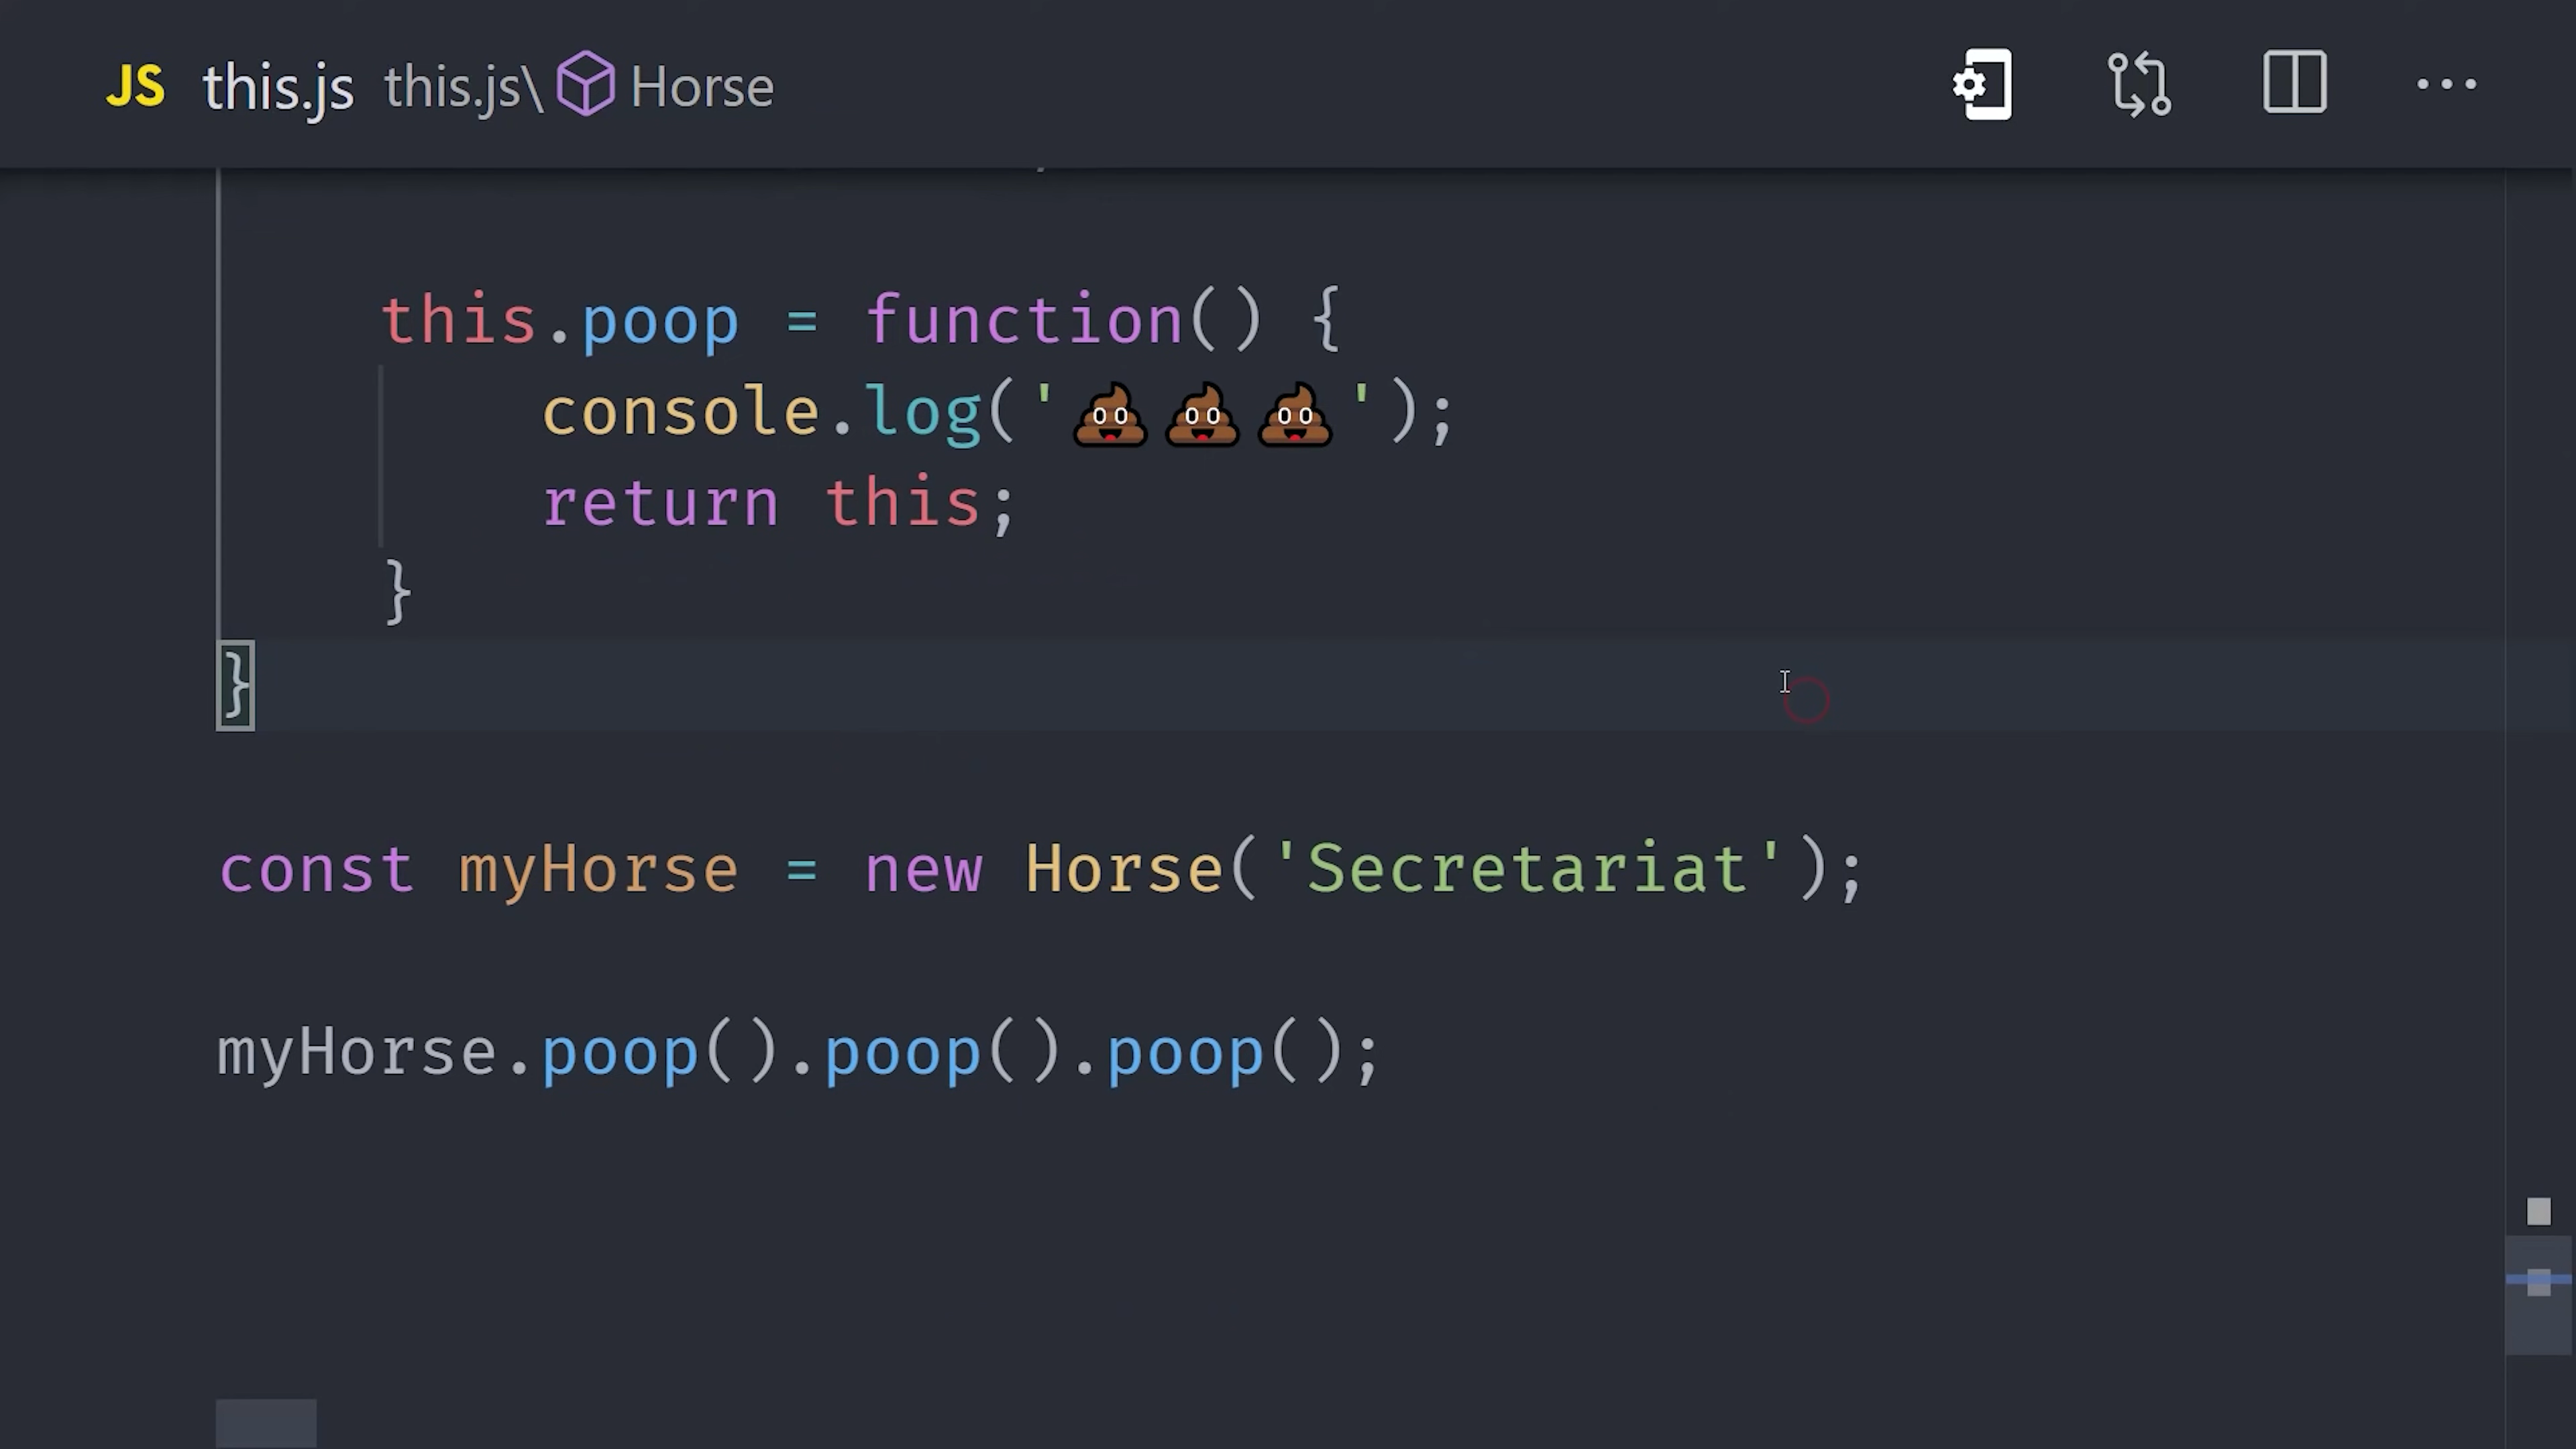 JS this.js this.js\ Horse
this.poop = function() {
console.log('💩💩💩');
return this;
}
}
const myHorse = new Horse('Secretariat');
myHorse.poop().poop().poop();